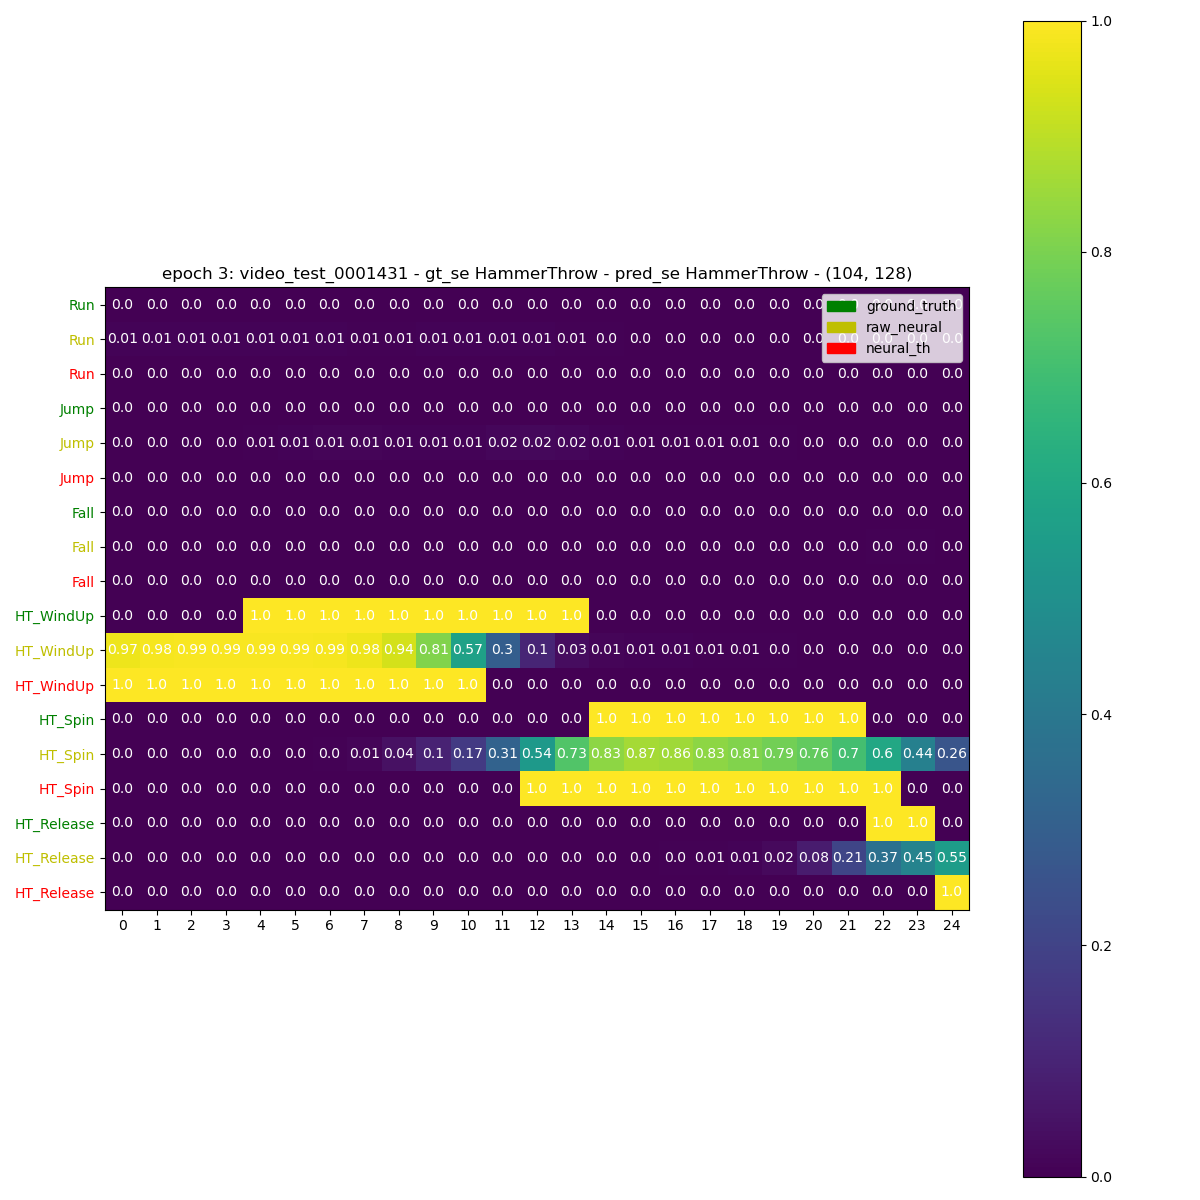 epoch 3: video_test_0001431 - gt_se HammerThrow - pred_se HammerThrow - (104, 128)
ground_truth
raw_neural
neural_th
Run 0.0 0.0 0.0 0.0 0.0 0.0 0.0 0.0 0.0 0.0 0.0 0.0 0.0 0.0 0.0 0.0 0.0 0.0 0.0 0.0 0.0 0.0 0.0 0.0 0.0
Run 0.01 0.01 0.01 0.01 0.01 0.01 0.01 0.01 0.01 0.01 0.01 0.01 0.01 0.01 0.0 0.0 0.0 0.0 0.0 0.0 0.0 0.0 0.0 0.0 0.0
Run 0.0 0.0 0.0 0.0 0.0 0.0 0.0 0.0 0.0 0.0 0.0 0.0 0.0 0.0 0.0 0.0 0.0 0.0 0.0 0.0 0.0 0.0 0.0 0.0 0.0
Jump 0.0 0.0 0.0 0.0 0.0 0.0 0.0 0.0 0.0 0.0 0.0 0.0 0.0 0.0 0.0 0.0 0.0 0.0 0.0 0.0 0.0 0.0 0.0 0.0 0.0
Jump 0.0 0.0 0.0 0.0 0.01 0.01 0.01 0.01 0.01 0.01 0.01 0.02 0.02 0.02 0.01 0.01 0.01 0.01 0.01 0.0 0.0 0.0 0.0 0.0 0.0
Jump 0.0 0.0 0.0 0.0 0.0 0.0 0.0 0.0 0.0 0.0 0.0 0.0 0.0 0.0 0.0 0.0 0.0 0.0 0.0 0.0 0.0 0.0 0.0 0.0 0.0
Fall 0.0 0.0 0.0 0.0 0.0 0.0 0.0 0.0 0.0 0.0 0.0 0.0 0.0 0.0 0.0 0.0 0.0 0.0 0.0 0.0 0.0 0.0 0.0 0.0 0.0
Fall 0.0 0.0 0.0 0.0 0.0 0.0 0.0 0.0 0.0 0.0 0.0 0.0 0.0 0.0 0.0 0.0 0.0 0.0 0.0 0.0 0.0 0.0 0.0 0.0 0.0
Fall 0.0 0.0 0.0 0.0 0.0 0.0 0.0 0.0 0.0 0.0 0.0 0.0 0.0 0.0 0.0 0.0 0.0 0.0 0.0 0.0 0.0 0.0 0.0 0.0 0.0
HT_WindUp 0.0 0.0 0.0 0.0 1.0 1.0 1.0 1.0 1.0 1.0 1.0 1.0 1.0 1.0 0.0 0.0 0.0 0.0 0.0 0.0 0.0 0.0 0.0 0.0 0.0
HT_WindUp 0.97 0.98 0.99 0.99 0.99 0.99 0.99 0.98 0.94 0.81 0.57 0.3 0.1 0.03 0.01 0.01 0.01 0.01 0.01 0.0 0.0 0.0 0.0 0.0 0.0
HT_WindUp 1.0 1.0 1.0 1.0 1.0 1.0 1.0 1.0 1.0 1.0 1.0 0.0 0.0 0.0 0.0 0.0 0.0 0.0 0.0 0.0 0.0 0.0 0.0 0.0 0.0
HT_Spin 0.0 0.0 0.0 0.0 0.0 0.0 0.0 0.0 0.0 0.0 0.0 0.0 0.0 0.0 1.0 1.0 1.0 1.0 1.0 1.0 1.0 1.0 0.0 0.0 0.0
HT_Spin 0.0 0.0 0.0 0.0 0.0 0.0 0.0 0.01 0.04 0.1 0.17 0.31 0.54 0.73 0.83 0.87 0.86 0.83 0.81 0.79 0.76 0.7 0.6 0.44 0.26
HT_Spin 0.0 0.0 0.0 0.0 0.0 0.0 0.0 0.0 0.0 0.0 0.0 0.0 1.0 1.0 1.0 1.0 1.0 1.0 1.0 1.0 1.0 1.0 1.0 0.0 0.0
HT_Release 0.0 0.0 0.0 0.0 0.0 0.0 0.0 0.0 0.0 0.0 0.0 0.0 0.0 0.0 0.0 0.0 0.0 0.0 0.0 0.0 0.0 0.0 1.0 1.0 0.0
HT_Release 0.0 0.0 0.0 0.0 0.0 0.0 0.0 0.0 0.0 0.0 0.0 0.0 0.0 0.0 0.0 0.0 0.0 0.01 0.01 0.02 0.08 0.21 0.37 0.45 0.55
HT_Release 0.0 0.0 0.0 0.0 0.0 0.0 0.0 0.0 0.0 0.0 0.0 0.0 0.0 0.0 0.0 0.0 0.0 0.0 0.0 0.0 0.0 0.0 0.0 0.0 1.0
0 1 2 3 4 5 6 7 8 9 10 11 12 13 14 15 16 17 18 19 20 21 22 23 24
1.0
0.8
0.6
0.4
0.2
0.0